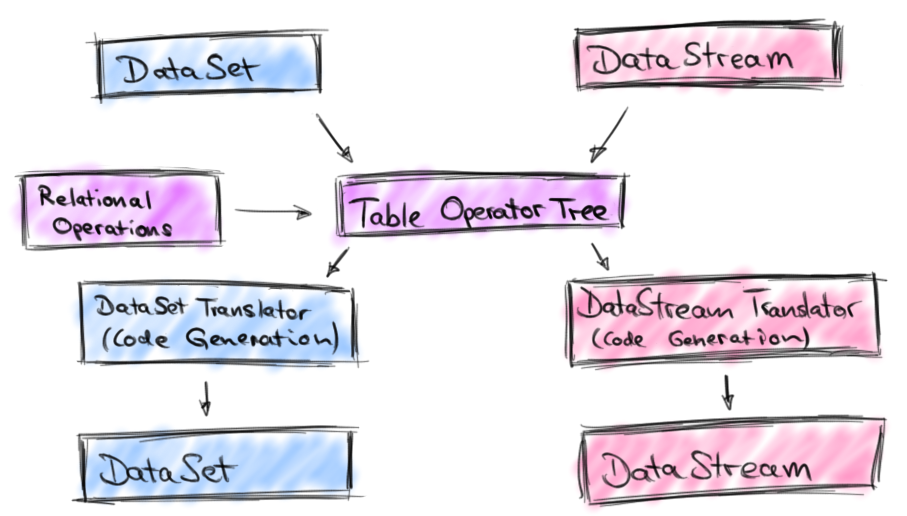 DataSet
DataStream
Relational
Operations
Table Operator Tree
DataSet Translator
(Code Generation)
DataStream Translator
(Code Generation)
DataSet
DataStream